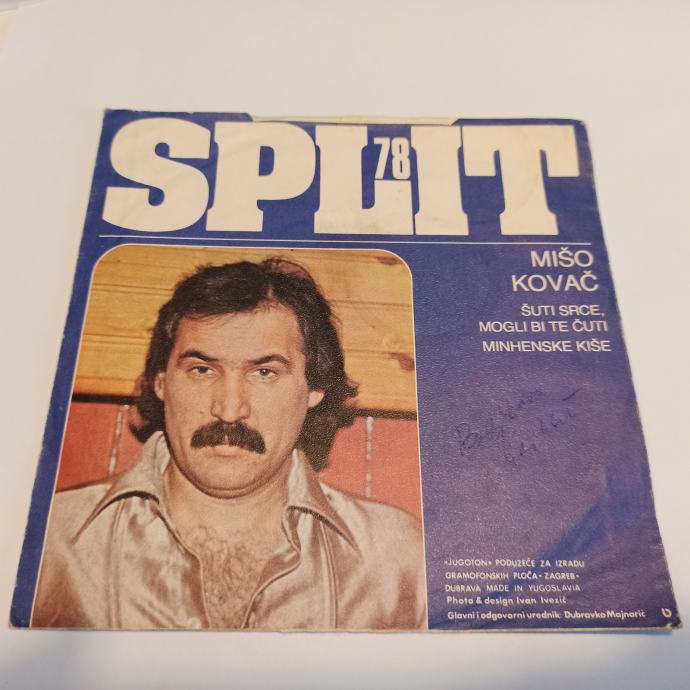 SPLIT
78
MIŠO
KOVAČ
ŠUTI SRCE,
MOGLI BI TE ČUTI
MINHENSKE KIŠE
»JUGOTON« PODUZEĆE ZA IZRADU
GRAMOFONSKIH PLOČA • ZAGREB •
DUBRAVA MADE IN YUGOSLAVIA
Photo & design Ivan Ivezić
Glavni i odgovorni urednik: Dubravko Majnarić